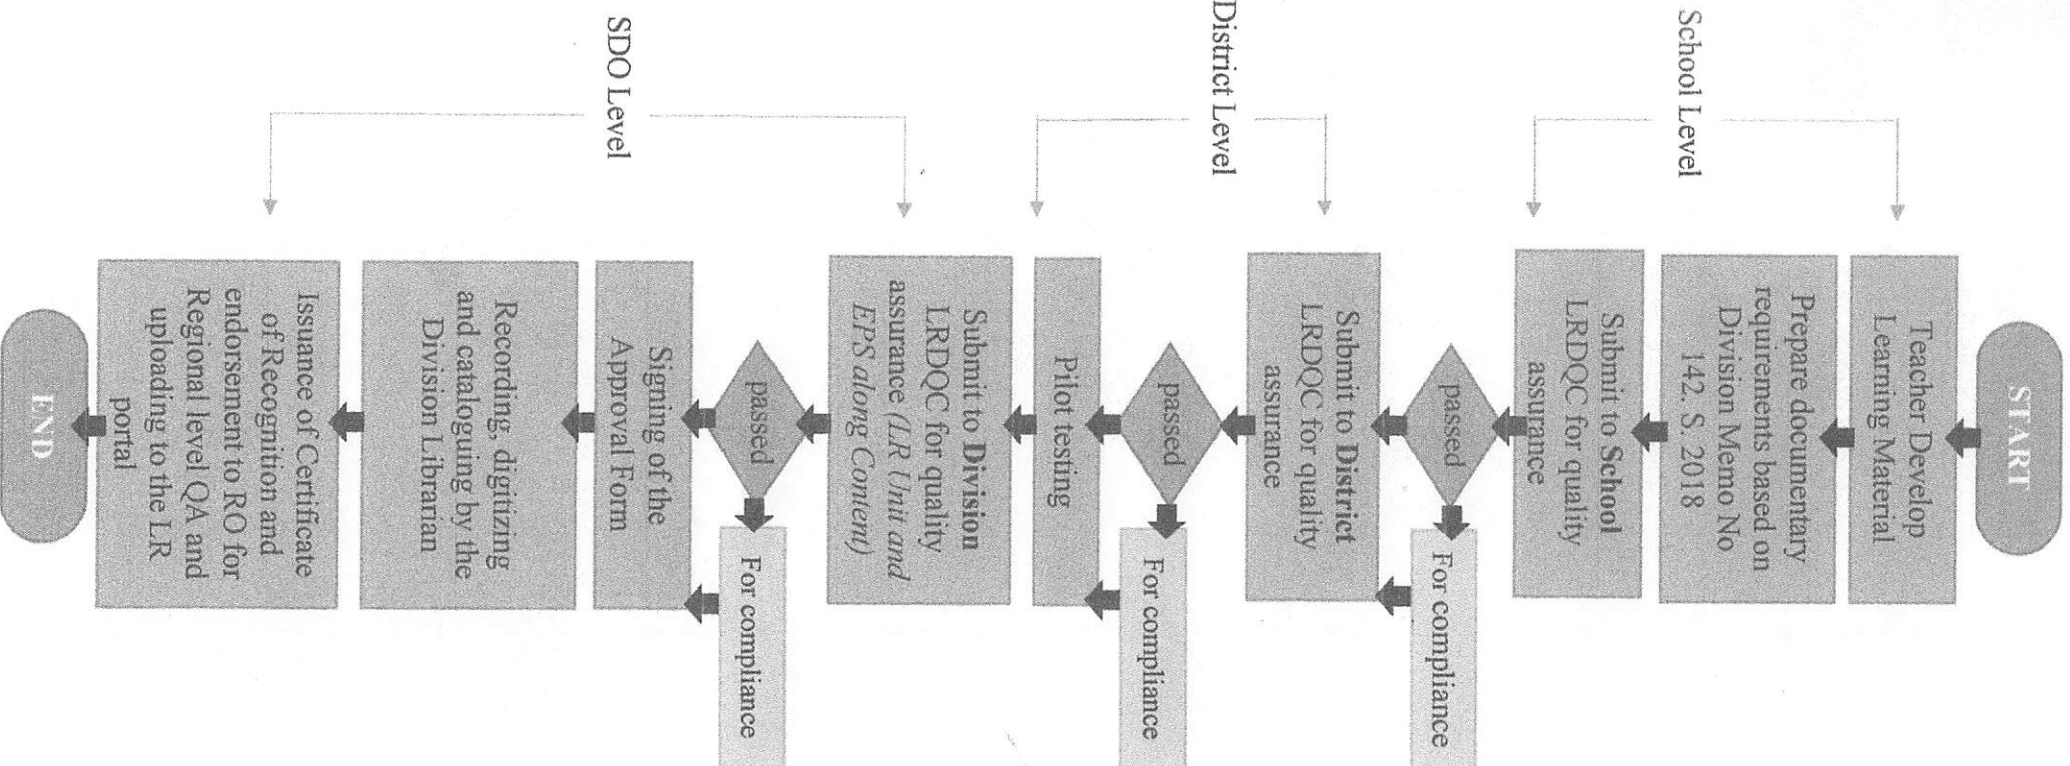 START
School Level
Teacher Develop
Learning Material
Prepare documentary
requirements based on
Division Memo No
142. S. 2018
Submit to School
LRDQC for quality
assurance
passed
For compliance
District Level
Submit to District
LRDQC for quality
assurance
passed
For compliance
Pilot testing
SDO Level
Submit to Division
LRDQC for quality
assurance (LR Unit and
EPS along Content)
passed
For compliance
Signing of the
Approval Form
Recording, digitizing
and cataloguing by the
Division Librarian
Issuance of Certificate
of Recognition and
endorsement to RO for
Regional level QA and
uploading to the LR
portal
END